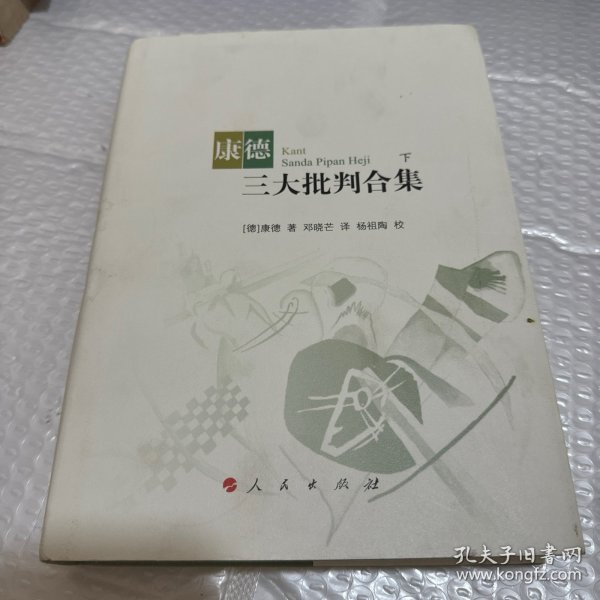 康德
Kant
Sanda Pipan Heji 下
三大批判合集
[德]康德 著 邓晓芒 译 杨祖陶 校
人民出版社
孔夫子旧书网
www.kongfz.com